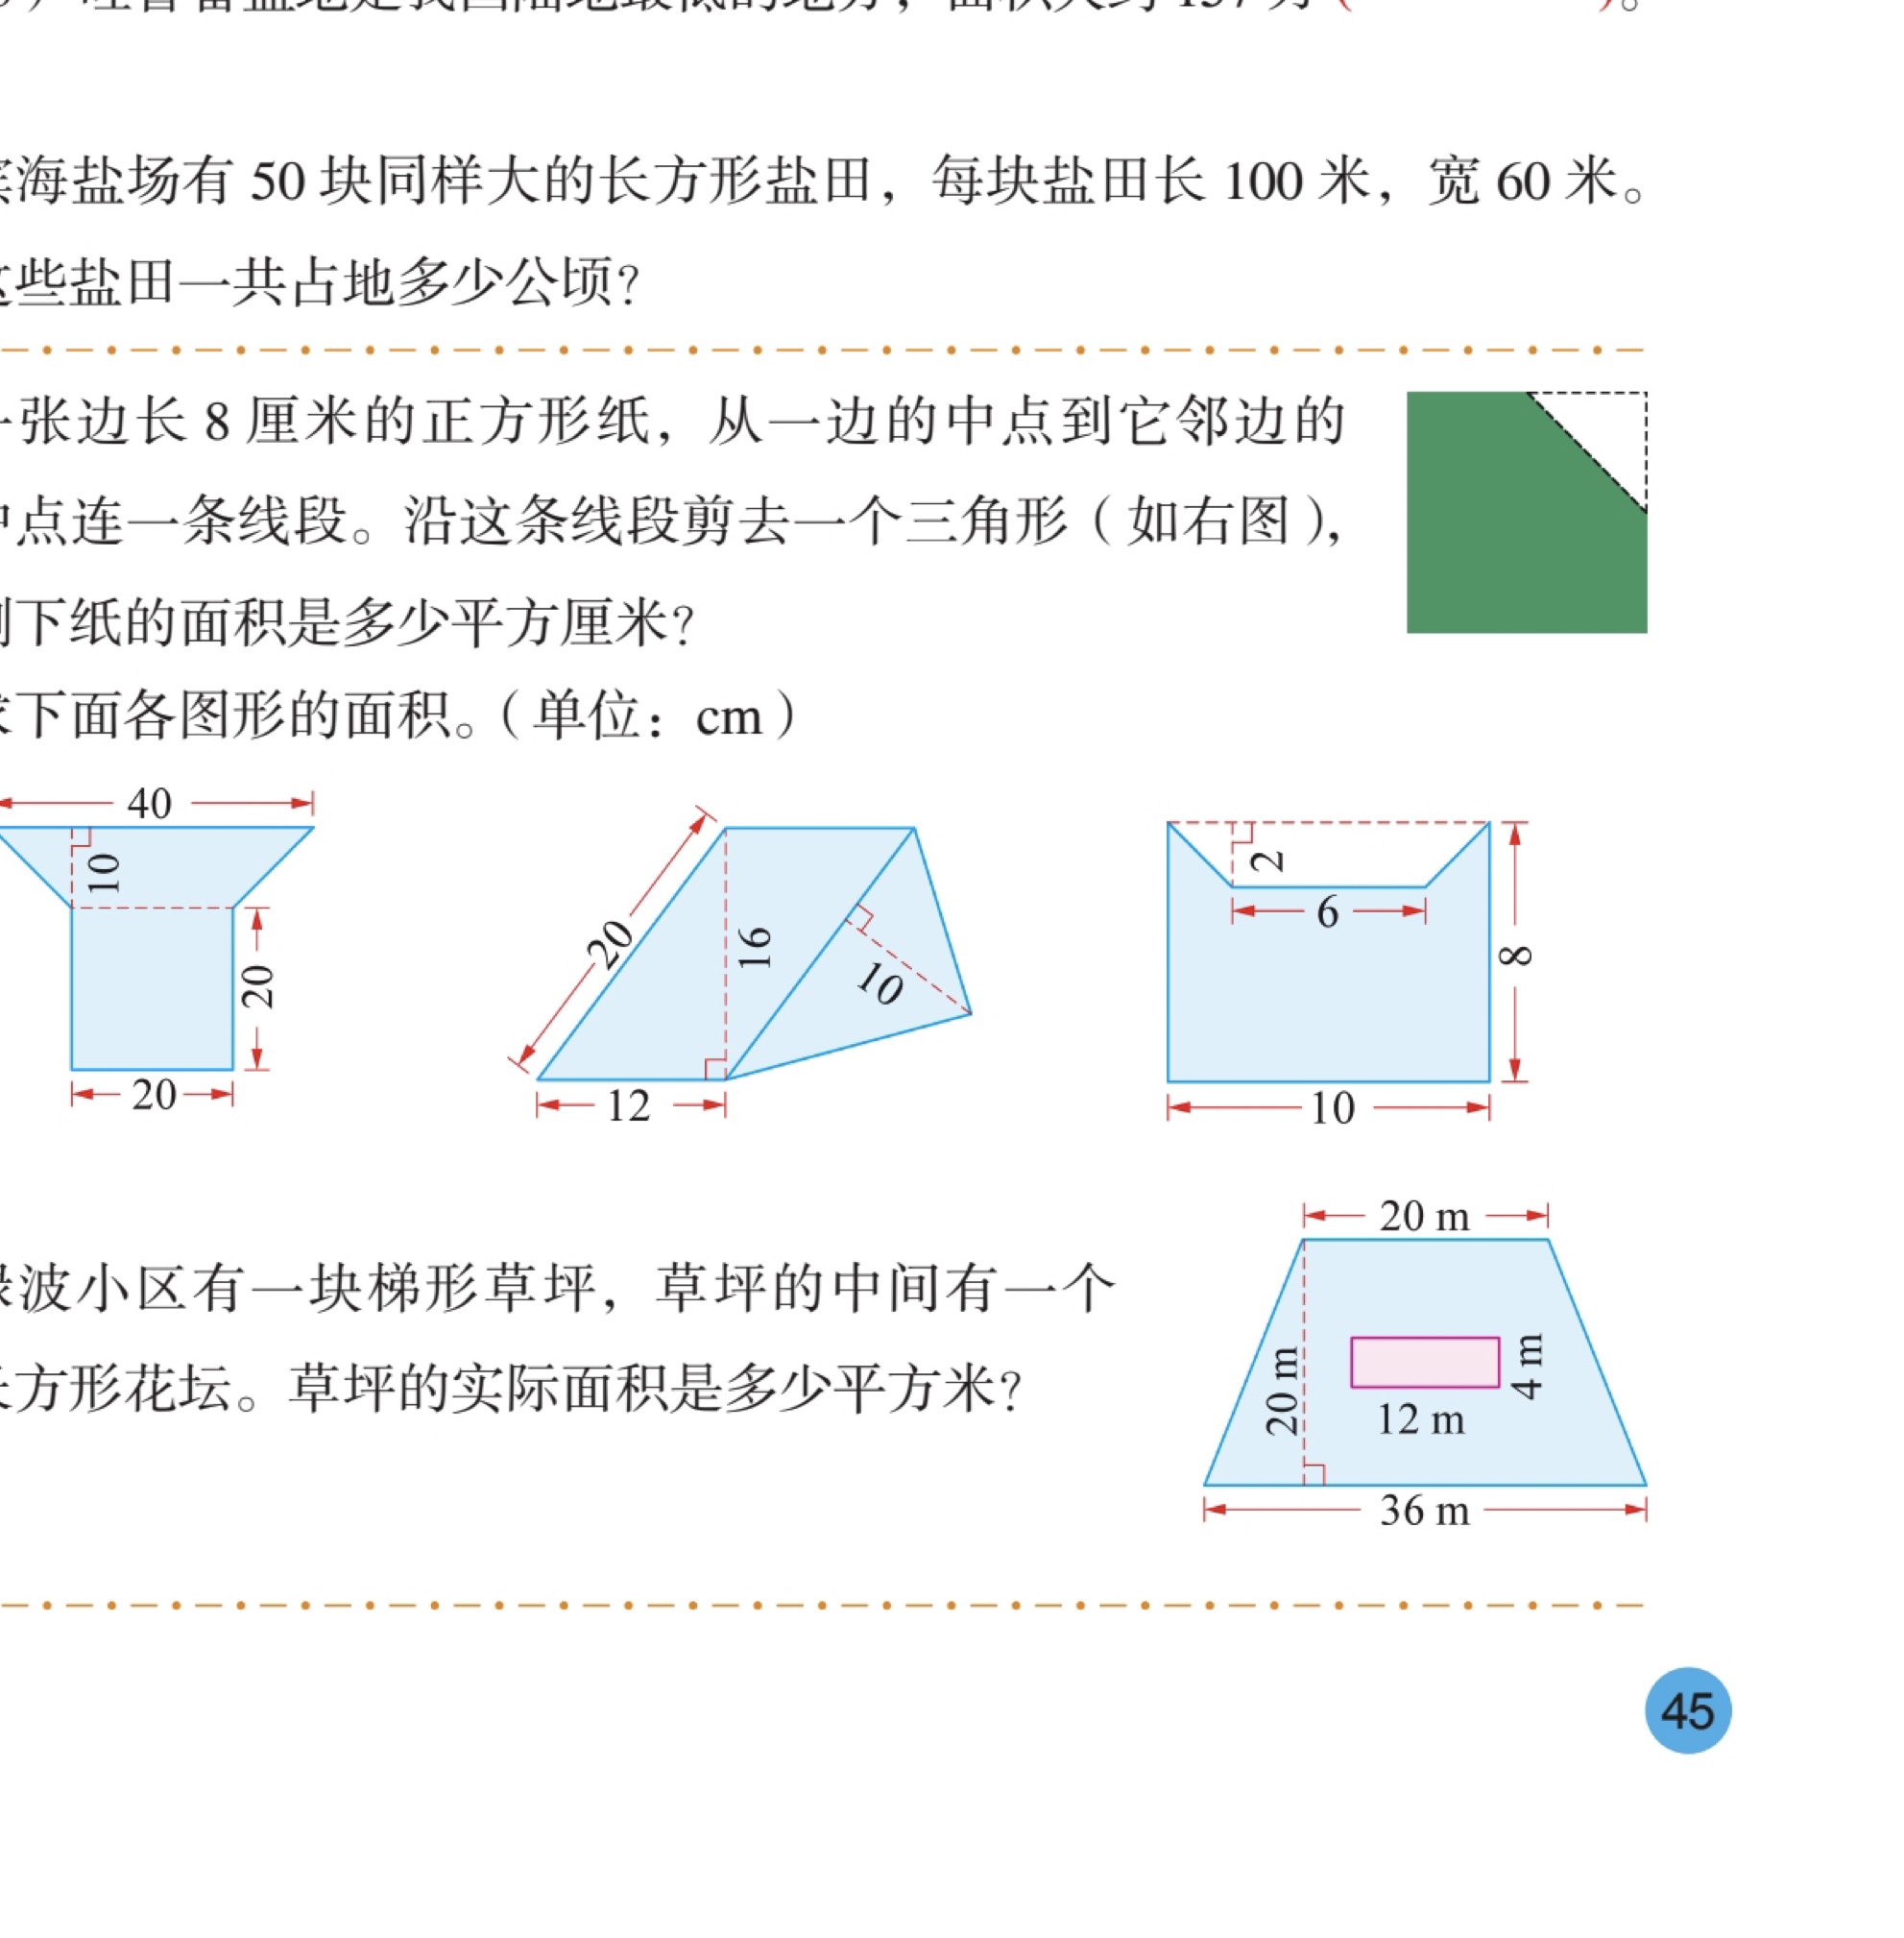 海盐场有 50 块同样大的长方形盐田，每块盐田长 100 米，宽 60 米。
些盐田一共占地多少公顷？
张边长 8 厘米的正方形纸，从一边的中点到它邻边的
点连一条线段。沿这条线段剪去一个三角形（如右图），
下纸的面积是多少平方厘米？
下面各图形的面积。（单位：cm）
40
10
20
20
20
16
10
12
2
6
8
10
波小区有一块梯形草坪，草坪的中间有一个
方形花坛。草坪的实际面积是多少平方米？
20 m
20 m
4 m
12 m
36 m
45